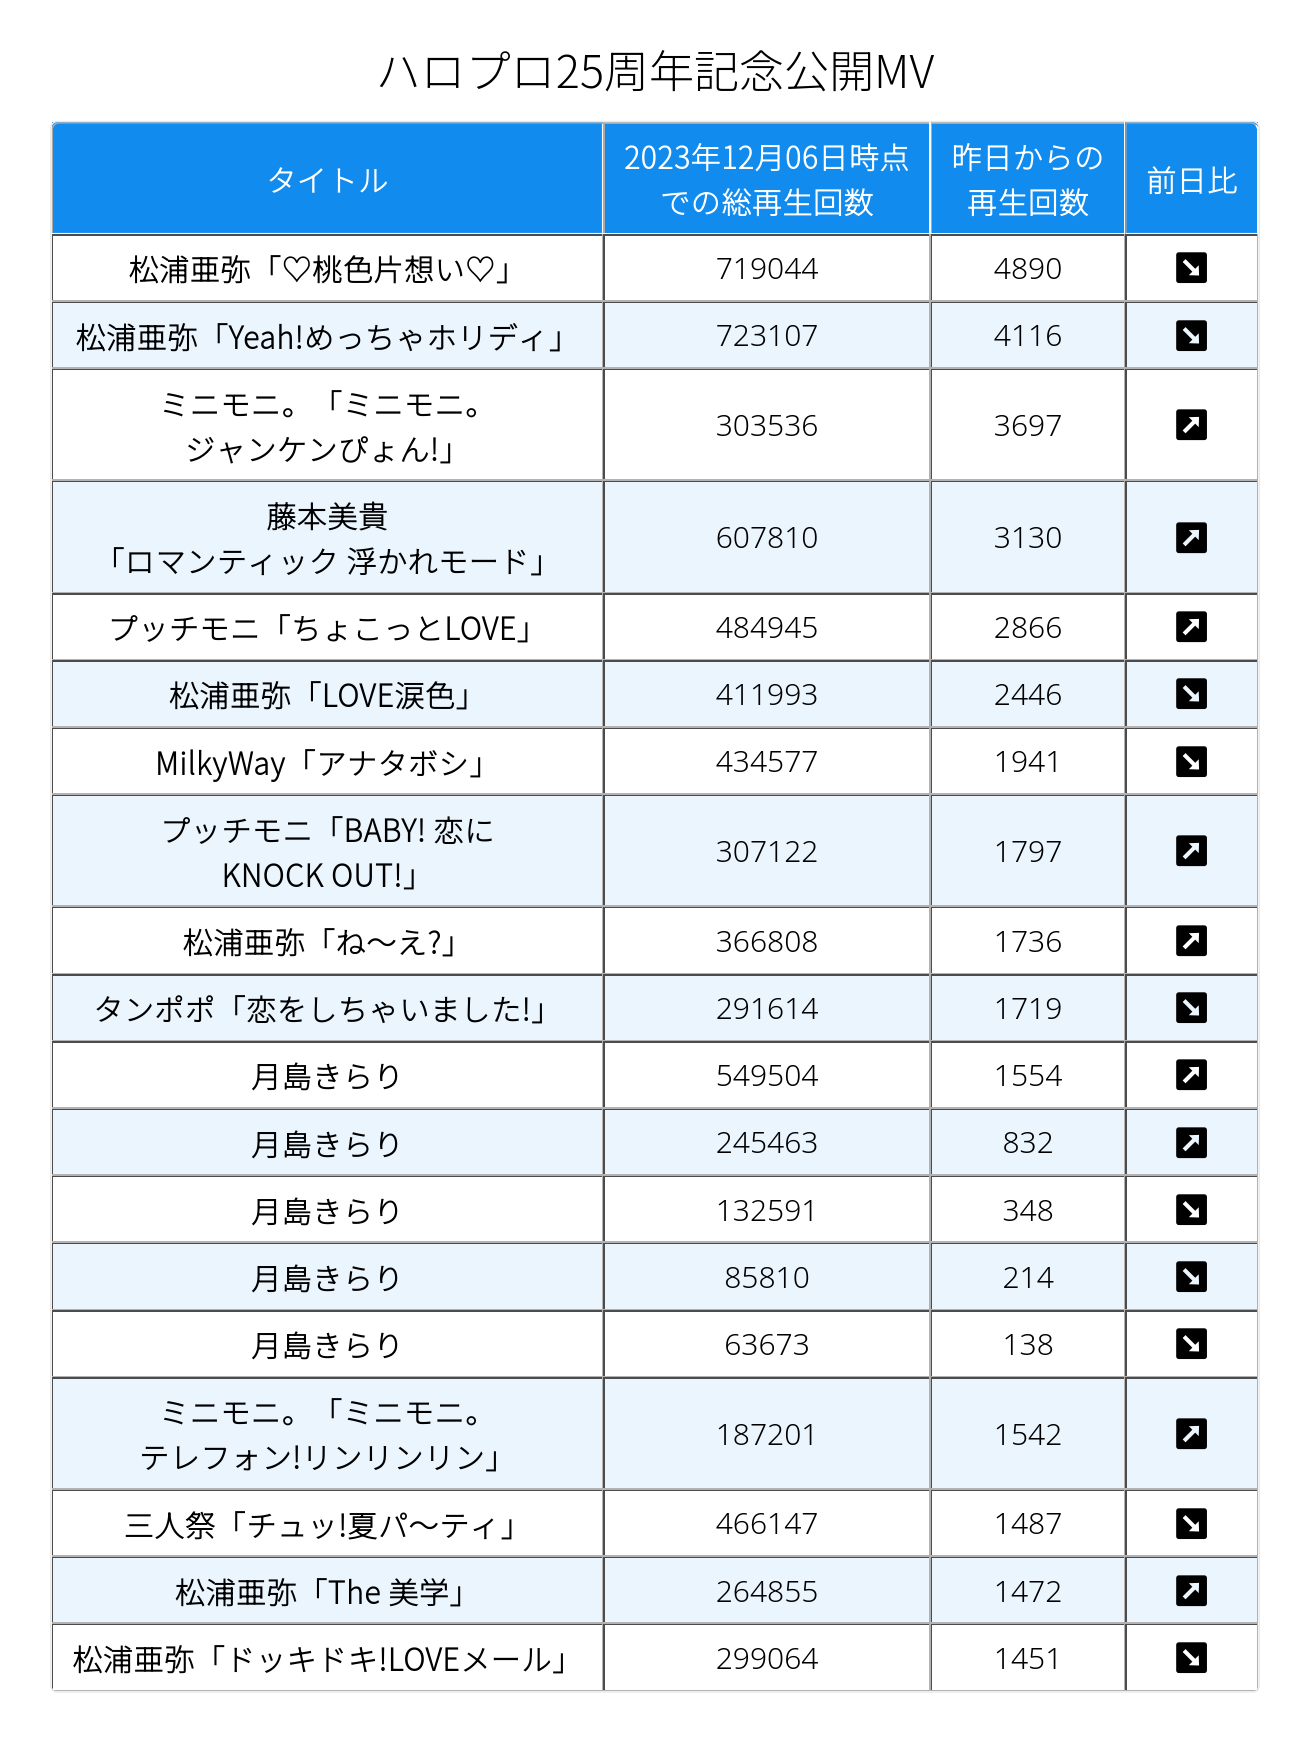 ハロプロ25周年記念公開MV
タイトル
2023年12月06日時点
での総再生回数
昨日からの
再生回数
前日比
松浦亜弥「♡桃色片想い♡」 719044 4890
松浦亜弥「Yeah!めっちゃホリディ」 723107 4116
ミニモニ。「ミニモニ。
ジャンケンぴょん!」 303536 3697
藤本美貴
「ロマンティック 浮かれモード」 607810 3130
プッチモニ「ちょこっとLOVE」 484945 2866
松浦亜弥「LOVE涙色」 411993 2446
MilkyWay「アナタボシ」 434577 1941
プッチモニ「BABY! 恋に
KNOCK OUT!」 307122 1797
松浦亜弥「ね～え?」 366808 1736
タンポポ「恋をしちゃいました!」 291614 1719
月島きらり 549504 1554
月島きらり 245463 832
月島きらり 132591 348
月島きらり 85810 214
月島きらり 63673 138
ミニモニ。「ミニモニ。
テレフォン!リンリンリン」 187201 1542
三人祭「チュッ!夏パ～ティ」 466147 1487
松浦亜弥「The 美学」 264855 1472
松浦亜弥「ドッキドキ!LOVEメール」 299064 1451